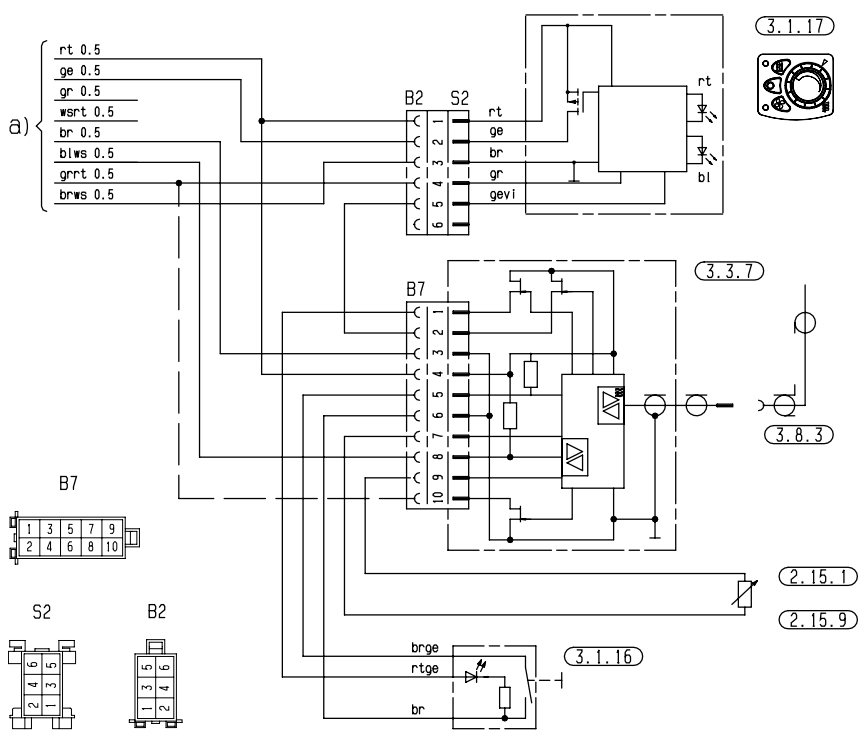 3.1.17
a)
rt 0.5
ge 0.5
gr 0.5
wsrt 0.5
br 0.5
blws 0.5
grrt 0.5
brws 0.5
B2 S2
1
2
3
4
5
6
rt
ge
br
gr
gevi
rt
bl
3.3.7
B7
1
2
3
4
5
6
7
8
9
10
3.8.3
B7
1 3 5 7 9
2 4 6 8 10
2.15.1
2.15.9
S2
6 5
4 3
2 1
B2
5 6
3 4
1 2
brge
rtge
br
3.1.16